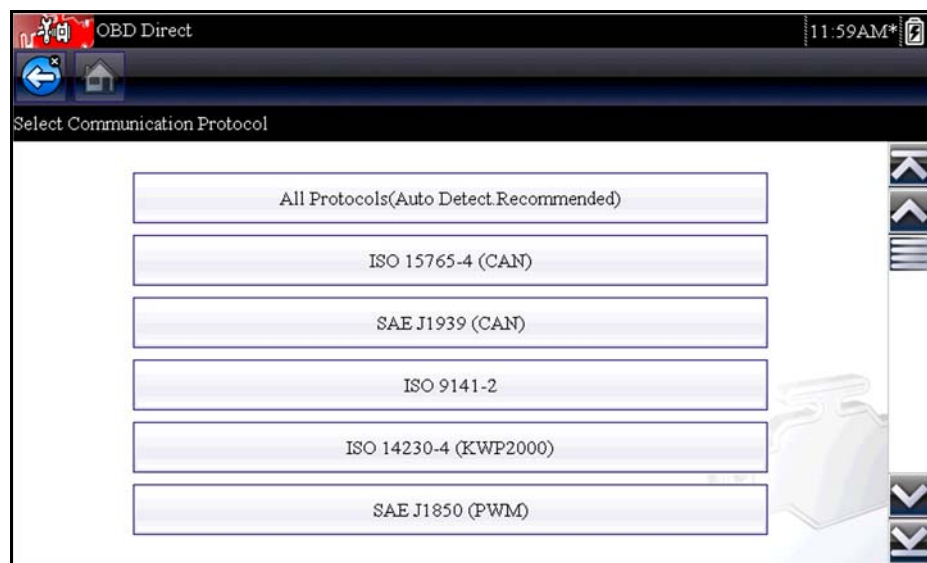 OBD Direct
11:59AM*
Select Communication Protocol
All Protocols(Auto Detect.Recommended)
ISO 15765-4 (CAN)
SAE J1939 (CAN)
ISO 9141-2
ISO 14230-4 (KWP2000)
SAE J1850 (PWM)